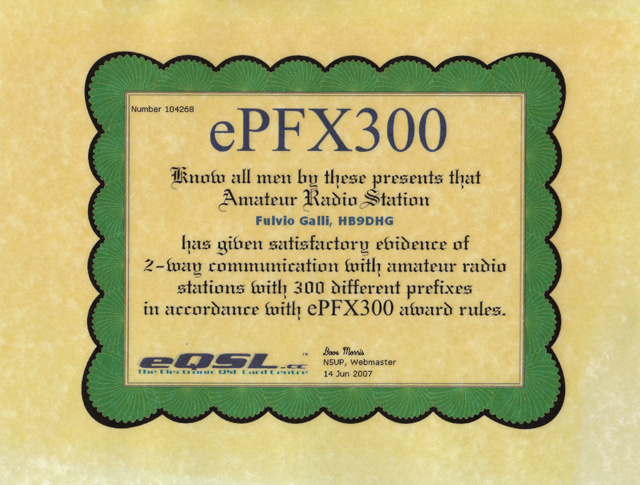 Number 104268
ePFX300
Know all men by these presents that
Amateur Radio Station
Fulvio Galli, HB9DHG
has given satisfactory evidence of
2-way communication with amateur radio
stations with 300 different prefixes
in accordance with ePFX300 award rules.
eQSL.cc™
The Electronic QSL Card Centre
Dave Morris
N5UP, Webmaster
14 Jun 2007